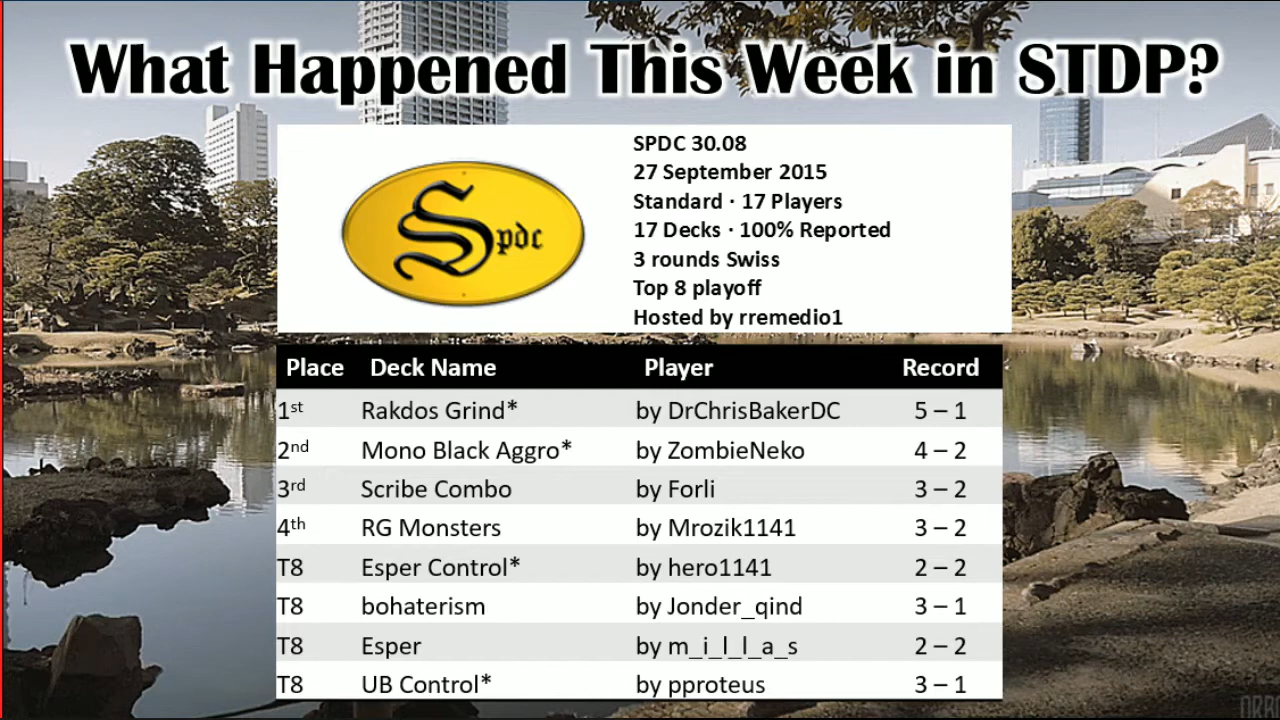 What Happened This Week in STDP?
Spdc
SPDC 30.08
27 September 2015
Standard · 17 Players
17 Decks · 100% Reported
3 rounds Swiss
Top 8 playoff
Hosted by rremedio1
Place Deck Name Player Record
1st Rakdos Grind* by DrChrisBakerDC 5 – 1
2nd Mono Black Aggro* by ZombieNeko 4 – 2
3rd Scribe Combo by Forli 3 – 2
4th RG Monsters by Mrozik1141 3 – 2
T8 Esper Control* by hero1141 2 – 2
T8 bohaterism by Jonder_qind 3 – 1
T8 Esper by m_i_l_l_a_s 2 – 2
T8 UB Control* by pproteus 3 – 1